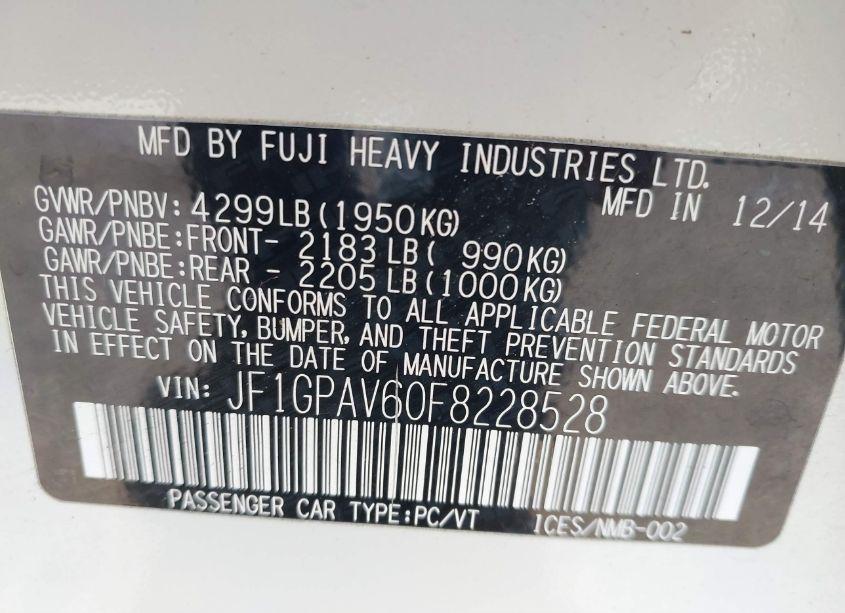 MFD BY FUJI HEAVY INDUSTRIES LTD.
GVWR/PNBV: 4299LB (1950KG) MFD IN 12/14
GAWR/PNBE:FRONT- 2183 LB ( 990KG)
GAWR/PNBE:REAR - 2205 LB (1000KG)
THIS VEHICLE CONFORMS TO ALL APPLICABLE FEDERAL MOTOR
VEHICLE SAFETY, BUMPER, AND THEFT PREVENTION STANDARDS
IN EFFECT ON THE DATE OF MANUFACTURE SHOWN ABOVE.
VIN: JF1GPAV60F8228528
PASSENGER CAR TYPE:PC/VT ICES/NMB-002